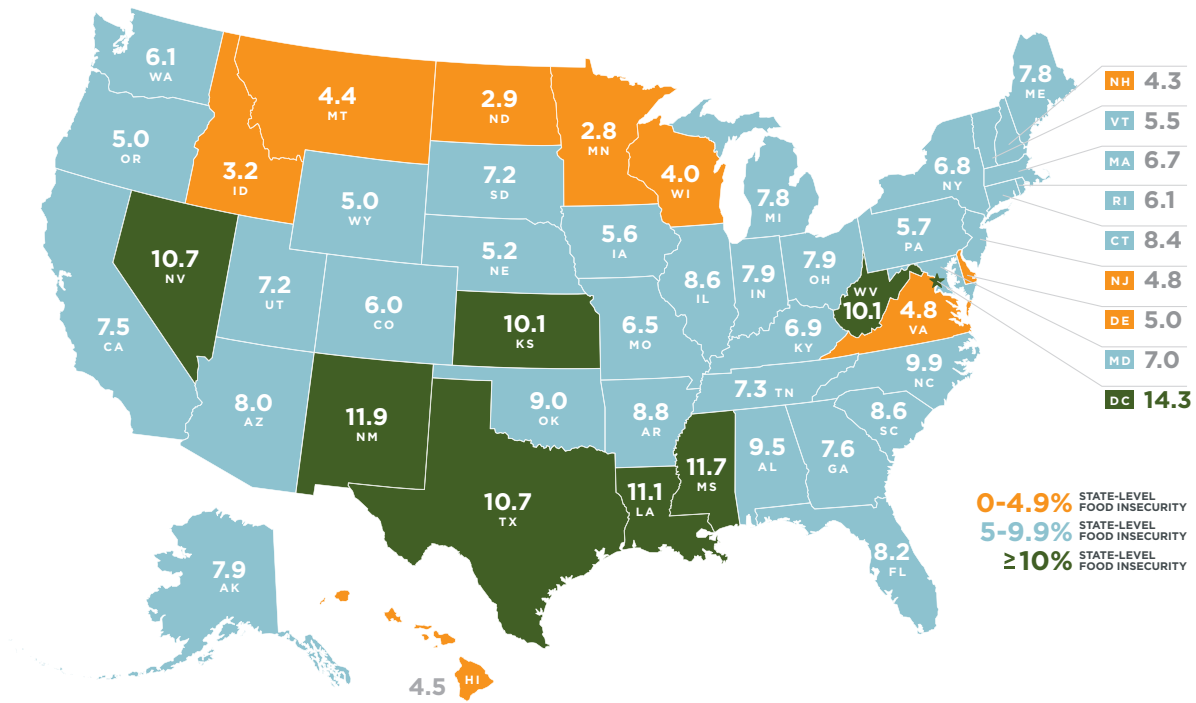 6.1
WA
5.0
OR
4.4
MT
3.2
ID
2.9
ND
2.8
MN
4.0
WI
7.2
SD
5.0
WY
5.2
NE
5.6
IA
7.8
MI
7.8
ME
6.8
NY
5.7
PA
10.7
NV
7.2
UT
6.0
CO
7.5
CA
10.1
KS
6.5
MO
8.6
IL
7.9
IN
7.9
OH
WV
10.1
4.8
VA
6.9
KY
9.9
NC
7.3 TN
8.6
SC
8.0
AZ
11.9
NM
9.0
OK
8.8
AR
11.7
MS
9.5
AL
7.6
GA
10.7
TX
11.1
LA
8.2
FL
7.9
AK
4.5 HI
NH 4.3
VT 5.5
MA 6.7
RI 6.1
CT 8.4
NJ 4.8
DE 5.0
MD 7.0
DC 14.3
0-4.9% STATE-LEVEL
FOOD INSECURITY
5-9.9% STATE-LEVEL
FOOD INSECURITY
≥10% STATE-LEVEL
FOOD INSECURITY